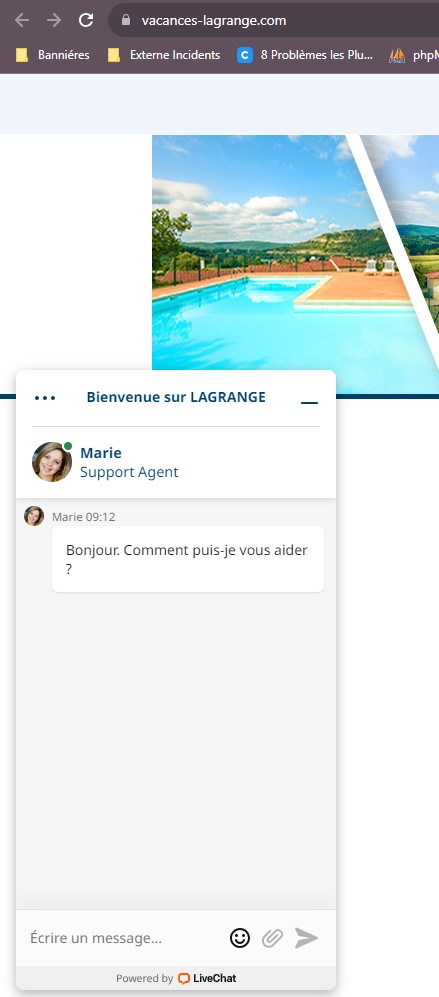 vacances-lagrange.com
Banniéres Externe Incidents 8 Problèmes les Plu... phpM
Bienvenue sur LAGRANGE
Marie
Support Agent
Marie 09:12
Bonjour. Comment puis-je vous aider
?
Écrire un message...
Powered by LiveChat